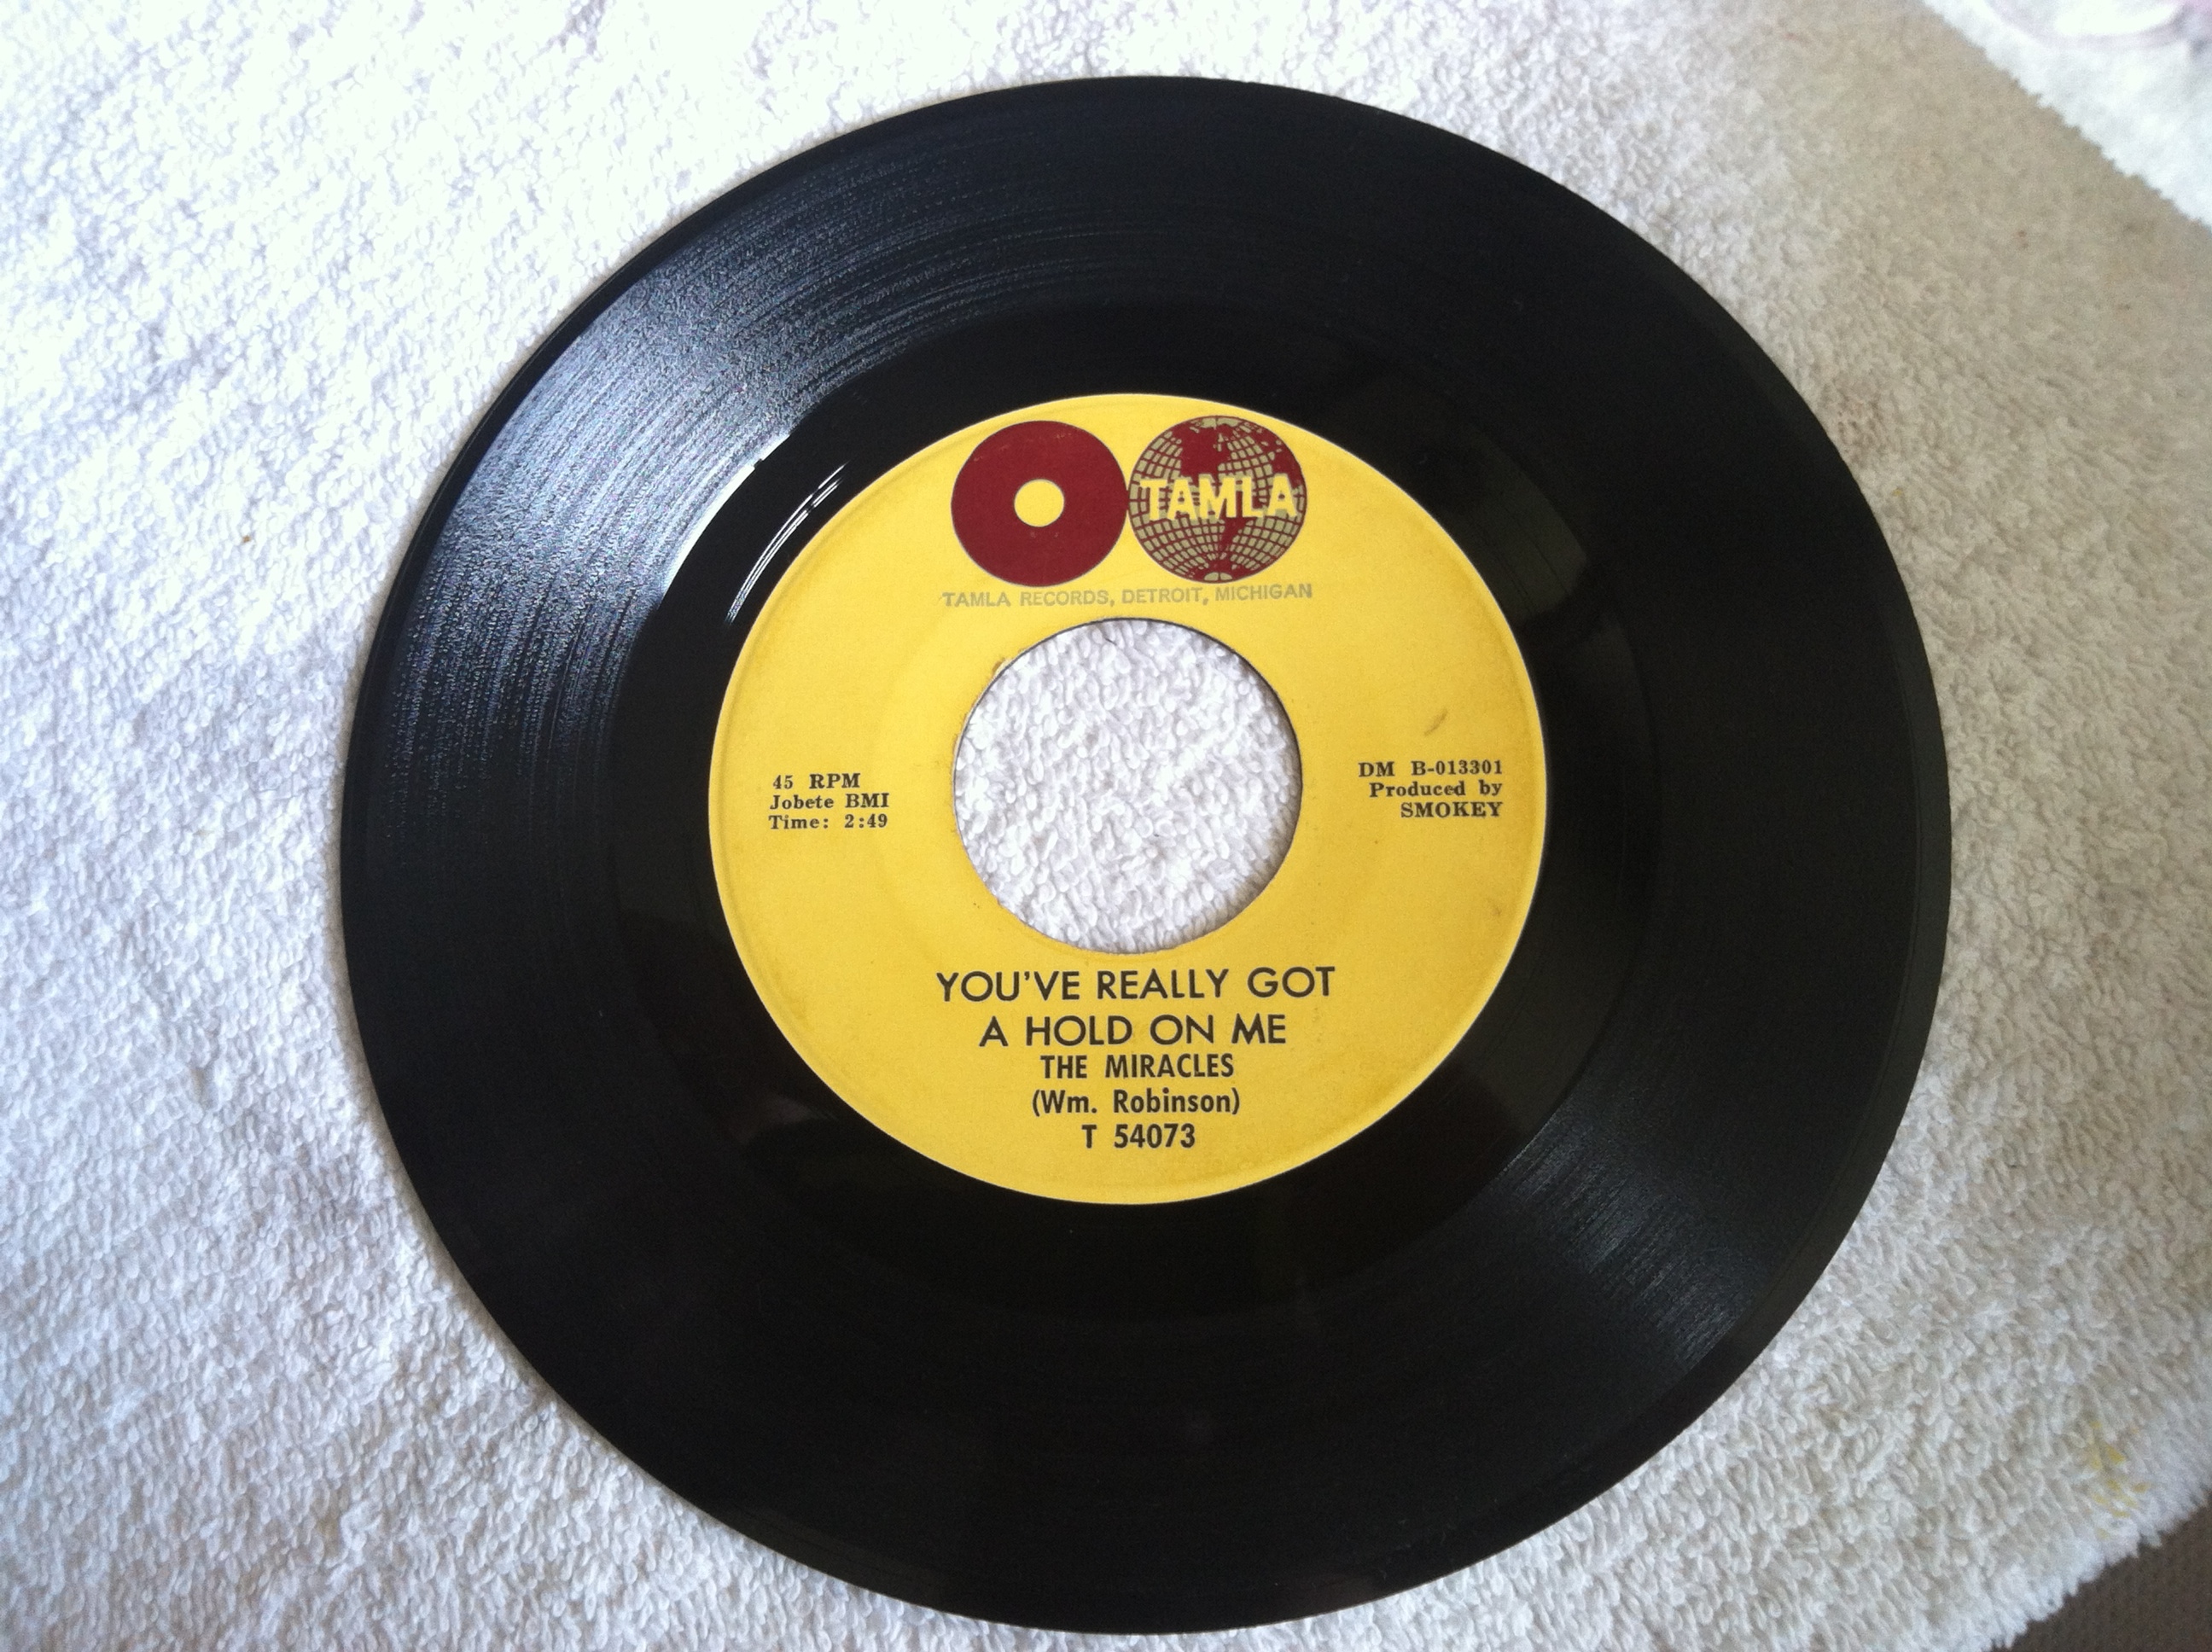 TAMLA
TAMLA RECORDS, DETROIT, MICHIGAN
45 RPM
Jobete BMI
Time: 2:49
DM B-013301
Produced by
SMOKEY
YOU'VE REALLY GOT
A HOLD ON ME
THE MIRACLES
(Wm. Robinson)
T 54073